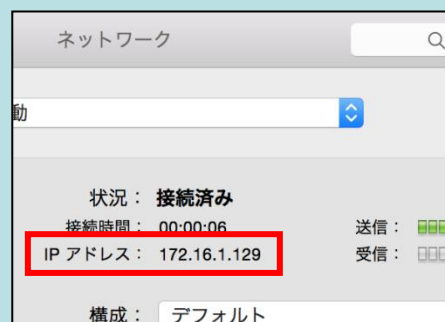 ネットワーク
動
状況： 接続済み
接続時間： 00:00:06 送信：
IP アドレス： 172.16.1.129 受信：
構成： デフォルト